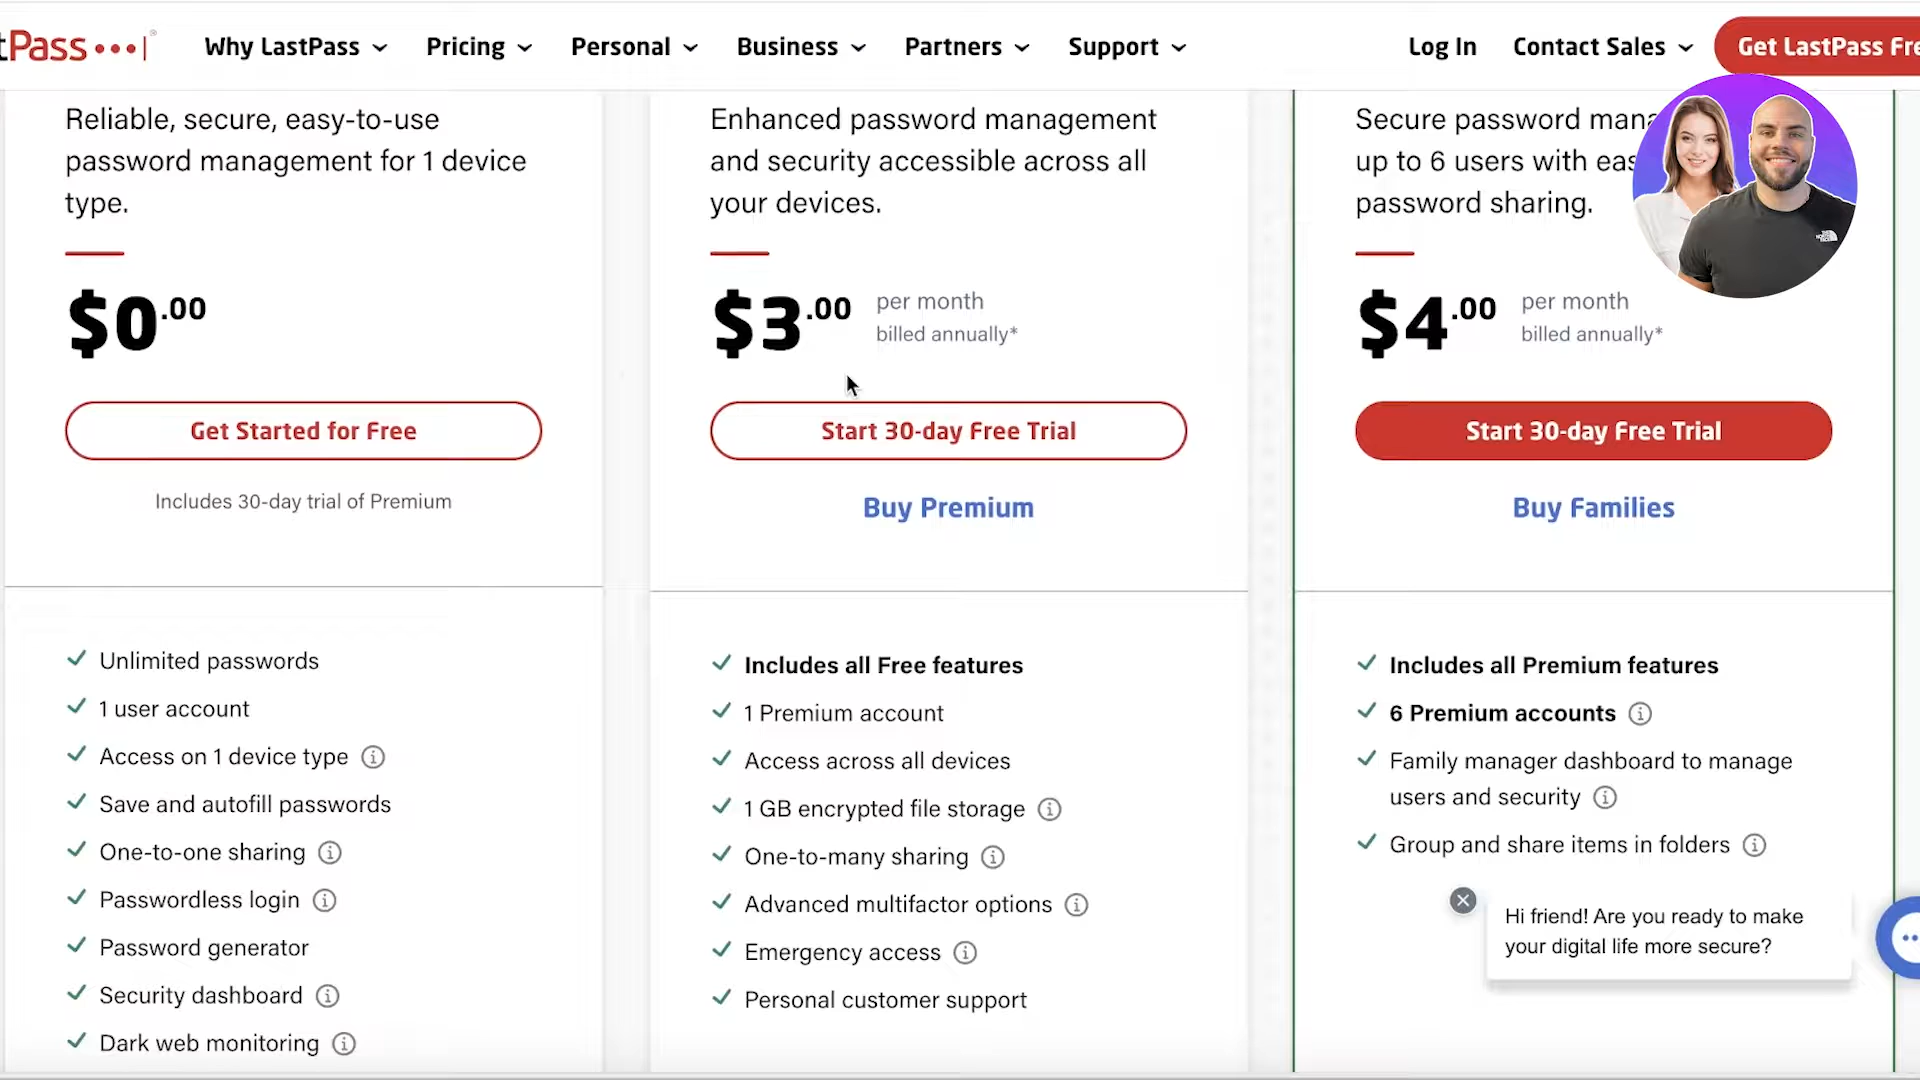 tPass
Why LastPass
Pricing
Personal
Business
Partners
Support
Log In
Contact Sales
Get LastPass Fre
Reliable, secure, easy-to-use
password management for 1 device
type.
$0.00
Get Started for Free
Includes 30-day trial of Premium
Unlimited passwords
1 user account
Access on 1 device type
Save and autofill passwords
One-to-one sharing
Passwordless login
Password generator
Security dashboard
Dark web monitoring
Enhanced password management
and security accessible across all
your devices.
$3.00 per month
billed annually*
Start 30-day Free Trial
Buy Premium
Includes all Free features
1 Premium account
Access across all devices
1 GB encrypted file storage
One-to-many sharing
Advanced multifactor options
Emergency access
Personal customer support
Secure password mana
up to 6 users with eas
password sharing.
$4.00 per month
billed annually*
Start 30-day Free Trial
Buy Families
Includes all Premium features
6 Premium accounts
Family manager dashboard to manage
users and security
Group and share items in folders
Hi friend! Are you ready to make
your digital life more secure?